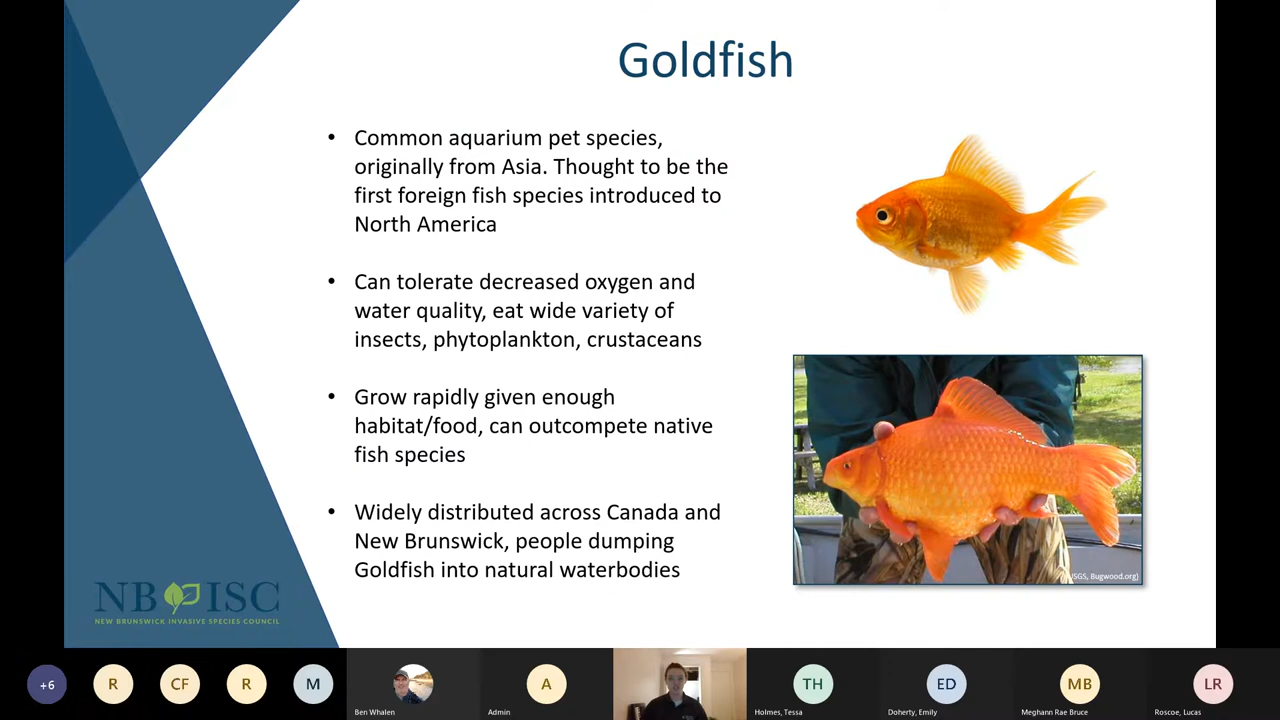 Goldfish
• Common aquarium pet species,
originally from Asia. Thought to be the
first foreign fish species introduced to
North America
• Can tolerate decreased oxygen and
water quality, eat wide variety of
insects, phytoplankton, crustaceans
• Grow rapidly given enough
habitat/food, can outcompete native
fish species
• Widely distributed across Canada and
New Brunswick, people dumping
Goldfish into natural waterbodies
USGS, Bugwood.org)
NB ISC
NEW BRUNSWICK INVASIVE SPECIES COUNCIL
+6
R
CF
R
M
Ben Whalen
A
Admin
TH
Holmes, Tessa
ED
Doherty, Emily
MB
Meghann Rae Bruce
LR
Roscoe, Lucas